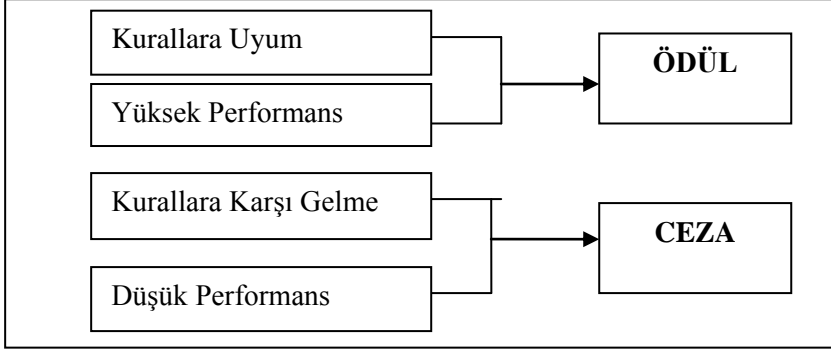 Kurallara Uyum
Yüksek Performans
ÖDÜL
Kurallara Karşı Gelme
Düşük Performans
CEZA